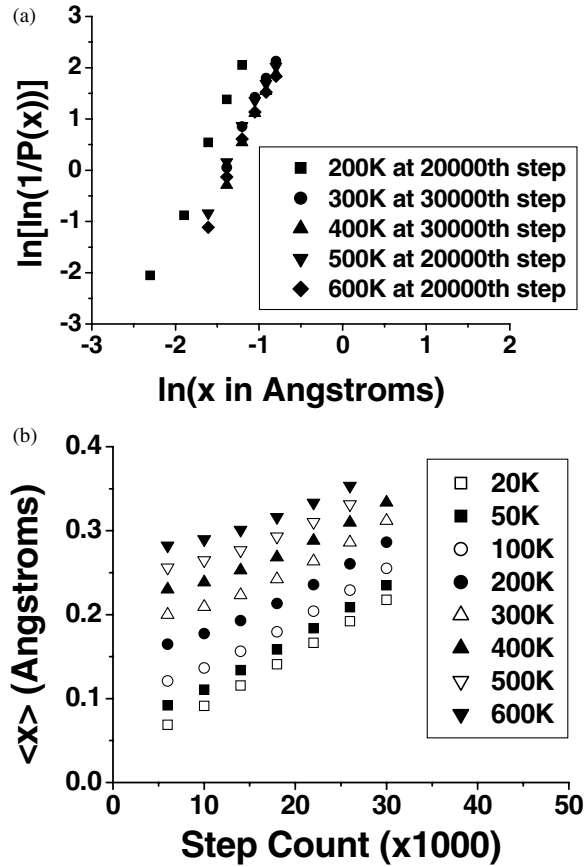 (a)
3
2
1
0
-1
-2
-3
ln[ln(1/P(x))]
200K at 20000th step
300K at 30000th step
400K at 30000th step
500K at 20000th step
600K at 20000th step
-3 -2 -1 0 1 2
ln(x in Angstroms)
(b)
0.4
0.3
0.2
0.1
0.0
<x> (Angstroms)
20K
50K
100K
200K
300K
400K
500K
600K
0 10 20 30 40 50
Step Count (x1000)